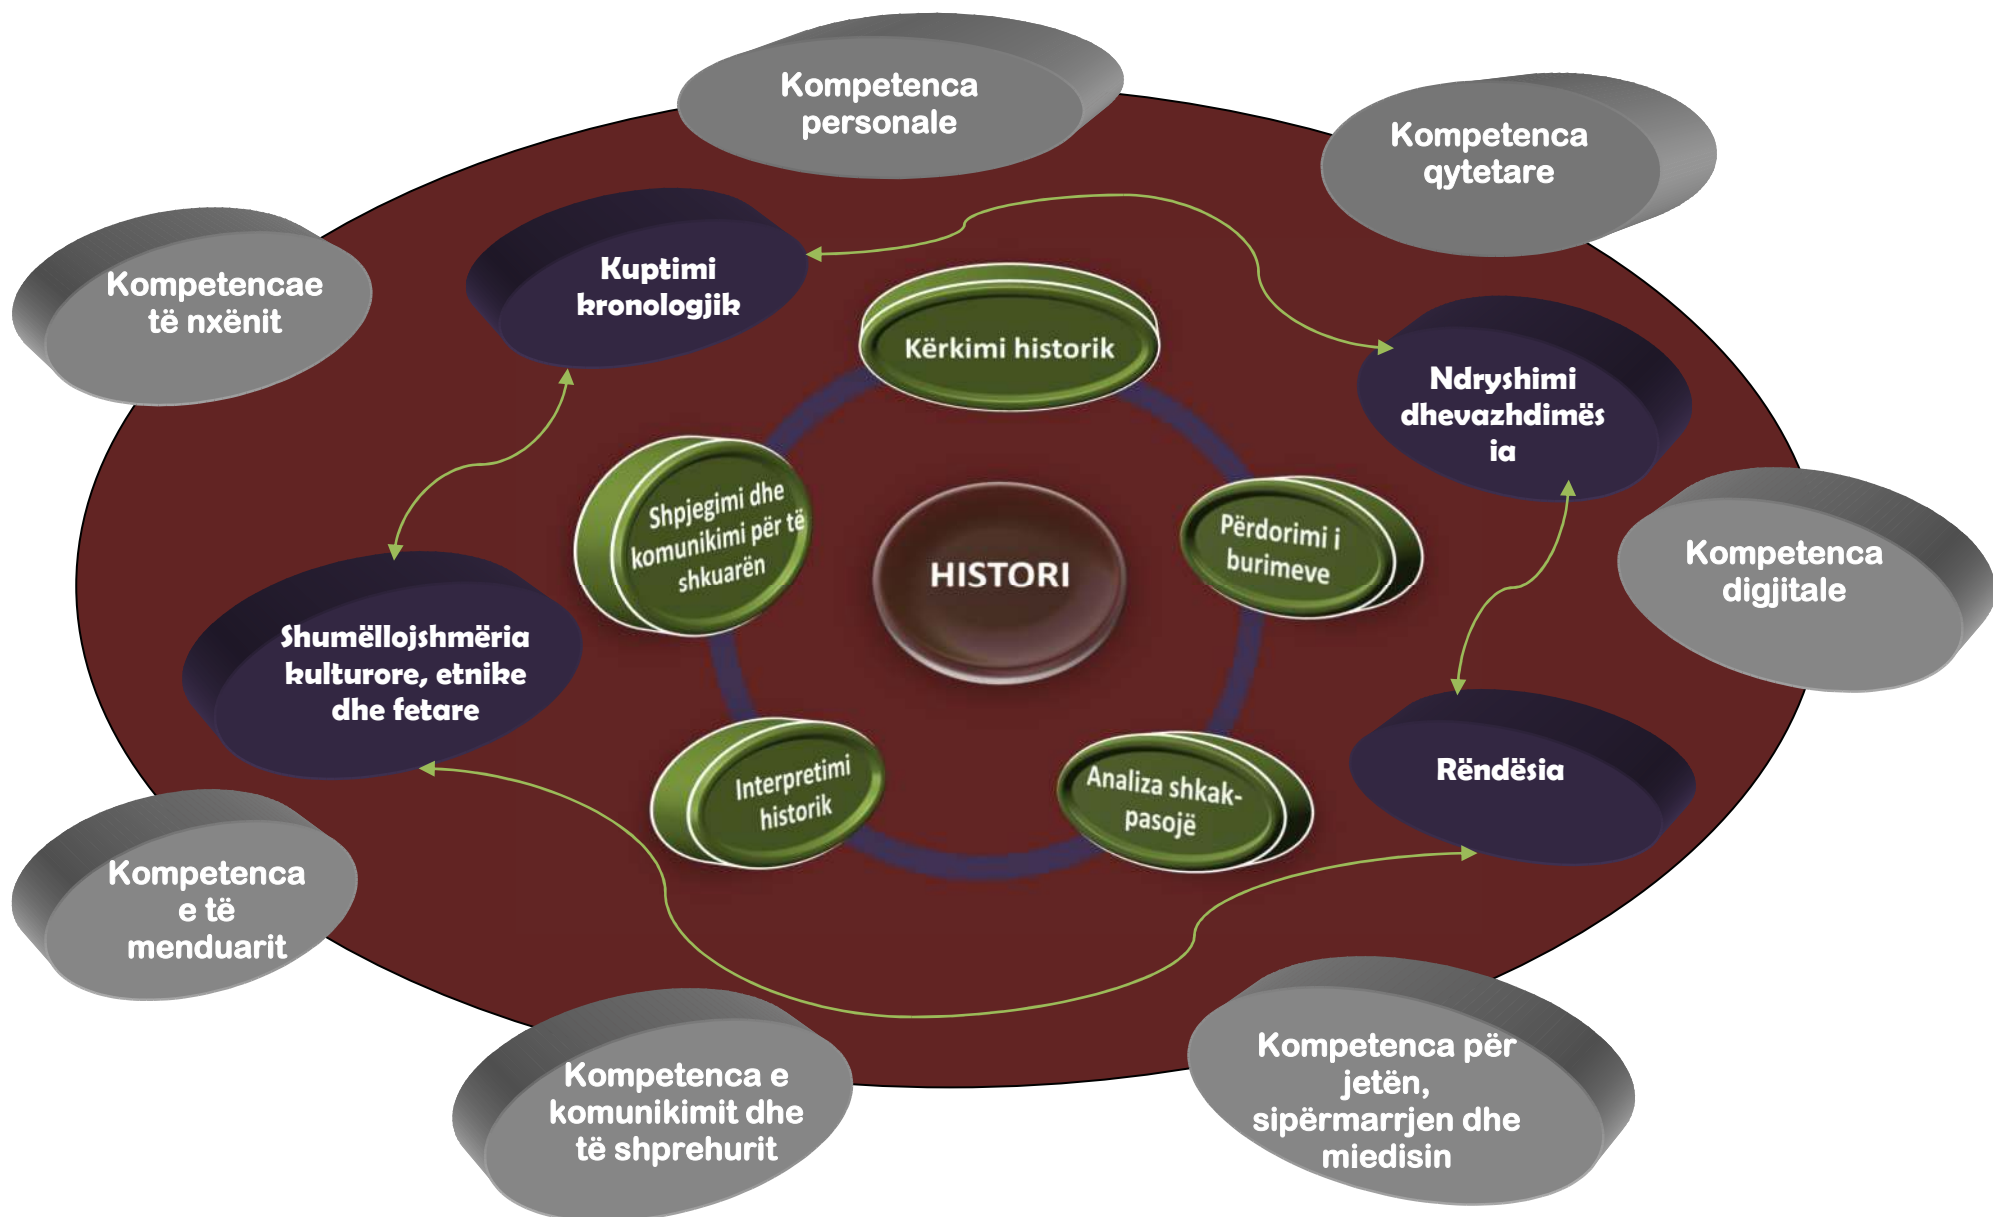 Kompetenca
personale
Kompetenca
qytetare
Kompetencae
të nxënit
Kuptimi
kronologjik
Kërkimi historik
Ndryshimi
dhevazhdimës
ia
Shpjegimi dhe
komunikimi për të
shkuarën
HISTORI
Përdorimi i
burimeve
Kompetenca
digjitale
Shumëllojshmëria
kulturore, etnike
dhe fetare
Interpretimi
historik
Analiza shkak-
pasojë
Rëndësia
Kompetenca
e të
menduarit
Kompetenca e
komunikimit dhe
të shprehurit
Kompetenca për
jetën,
sipërmarrjen dhe
miedisin